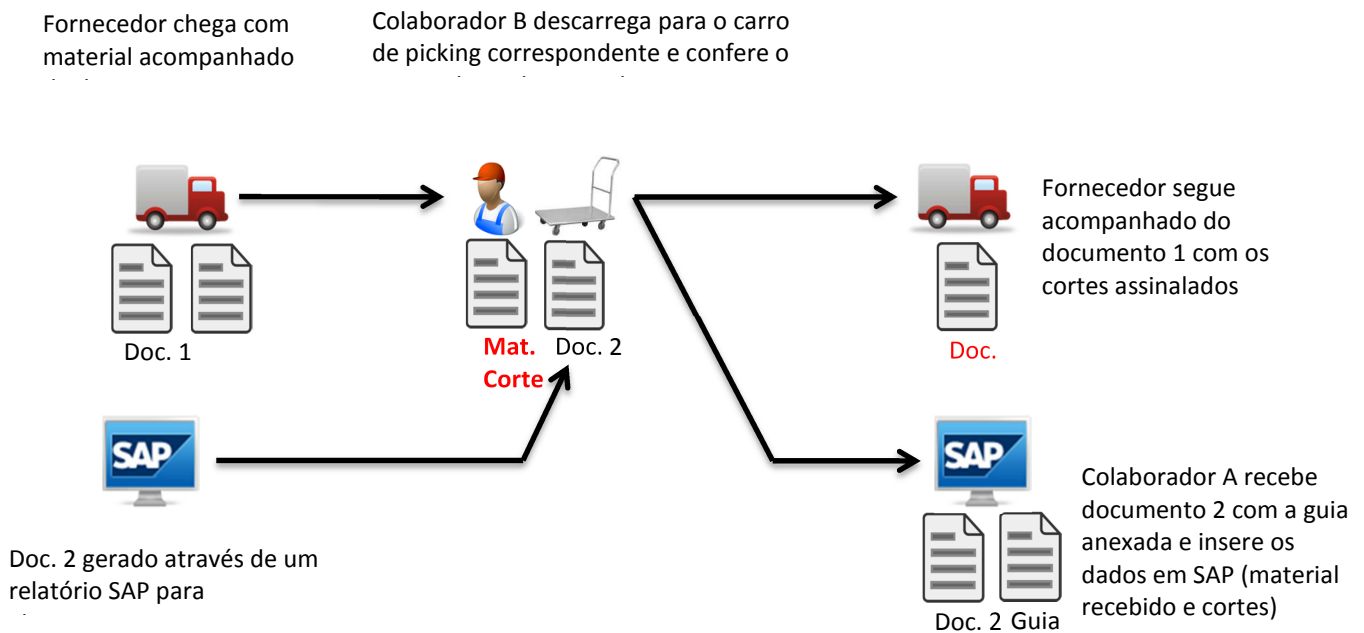 Fornecedor chega com
material acompanhado
Colaborador B descarrega para o carro
de picking correspondente e confere o
Fornecedor segue
acompanhado do
documento 1 com os
cortes assinalados
Doc. 1
Mat.
Corte
Doc. 2
Doc.
SAP
SAP
Doc. 2 gerado através de um
relatório SAP para
Colaborador A recebe
documento 2 com a guia
anexada e insere os
dados em SAP (material
recebido e cortes)
Doc. 2 Guia